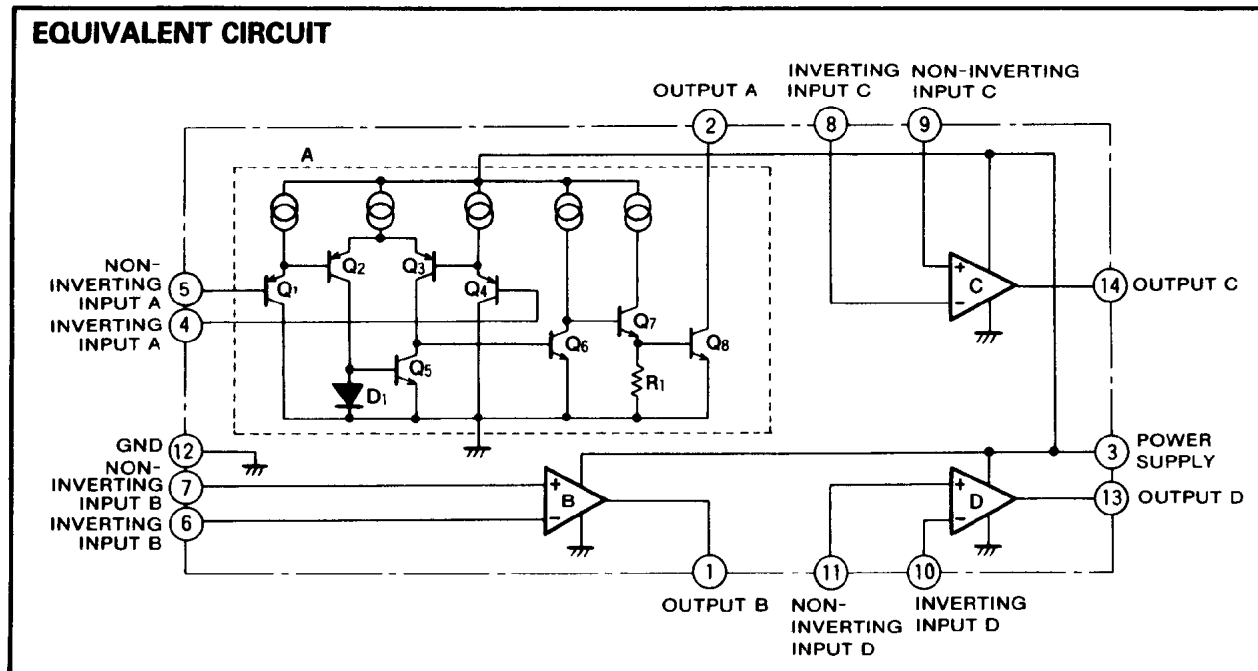 EQUIVALENT CIRCUIT
OUTPUT A
INVERTING
INPUT C
NON-INVERTING
INPUT C
2
8
9
A
Q1
Q2
Q3
Q4
Q5
Q6
Q7
Q8
D1
R1
NON-
INVERTING
INPUT A
5
INVERTING
INPUT A
4
+
-
C
14
OUTPUT C
GND
12
NON-
INVERTING
INPUT B
7
INVERTING
INPUT B
6
+
-
B
3
POWER
SUPPLY
+
-
D
13
OUTPUT D
1
OUTPUT B
11
NON-
INVERTING
INPUT D
10
INVERTING
INPUT D